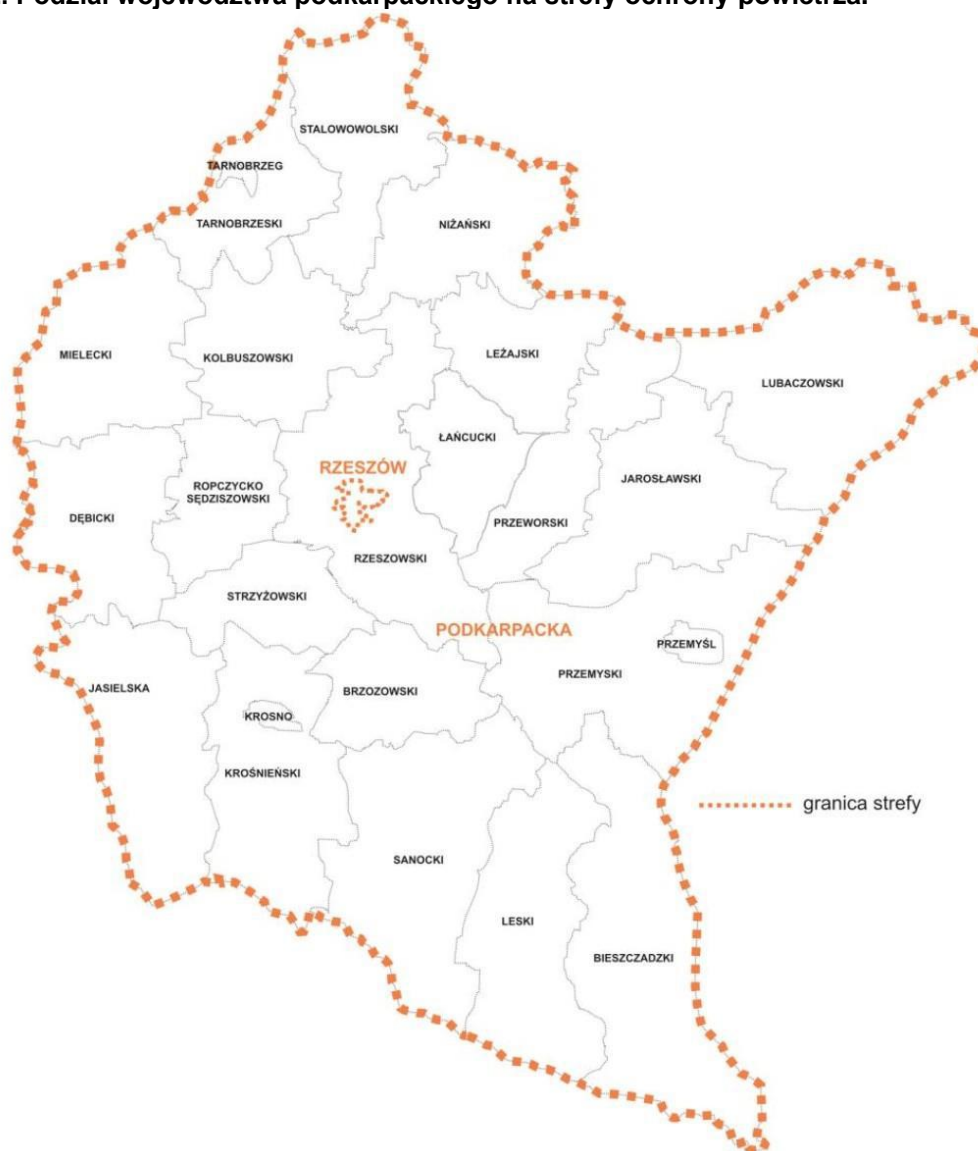 Podział województwa podkarpackiego na strefy ochrony powietrza.
STALOWOWOLSKI
TARNOBRZEG
TARNOBRZESKI
NIŻAŃSKI
MIELECKI
KOLBUSZOWSKI
LEŻAJSKI
LUBACZOWSKI
ŁAŃCUCKI
RZESZÓW
ROPCZYCKO
SĘDZISZOWSKI
JAROSŁAWSKI
DĘBICKI
PRZEWORSKI
RZESZOWSKI
STRZYŻOWSKI
PODKARPACKA
PRZEMYŚL
PRZEMYSKI
JASIELSKA
BRZOZOWSKI
KROSNO
KROŚNIEŃSKI
granica strefy
SANOCKI
LESKI
BIESZCZADZKI